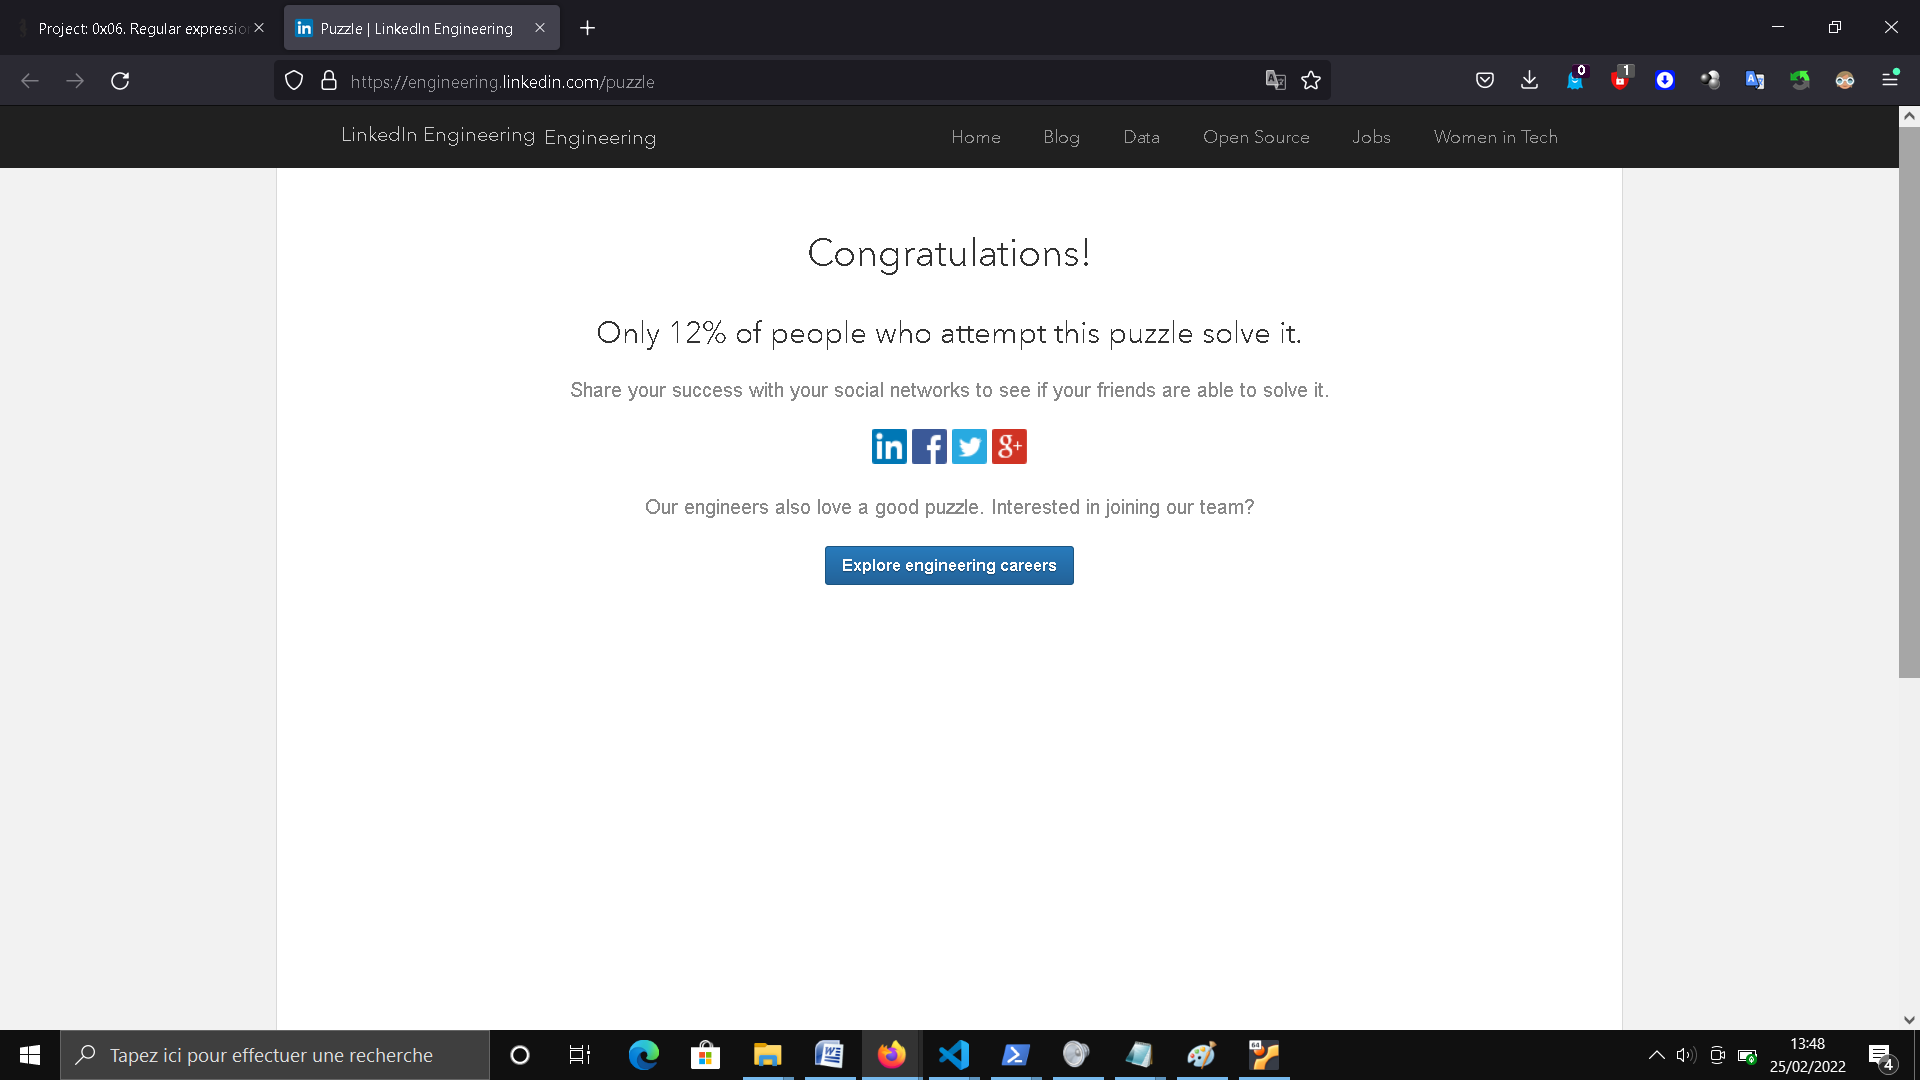 Project: 0x06. Regular expressio
Puzzle | LinkedIn Engineering
https://engineering.linkedin.com/puzzle
0
1
LinkedIn Engineering Engineering
Home Blog Data Open Source Jobs Women in Tech
Congratulations!
Only 12% of people who attempt this puzzle solve it.
Share your success with your social networks to see if your friends are able to solve it.
in f g+
Our engineers also love a good puzzle. Interested in joining our team?
Explore engineering careers
Tapez ici pour effectuer une recherche
64
13:48
25/02/2022
4